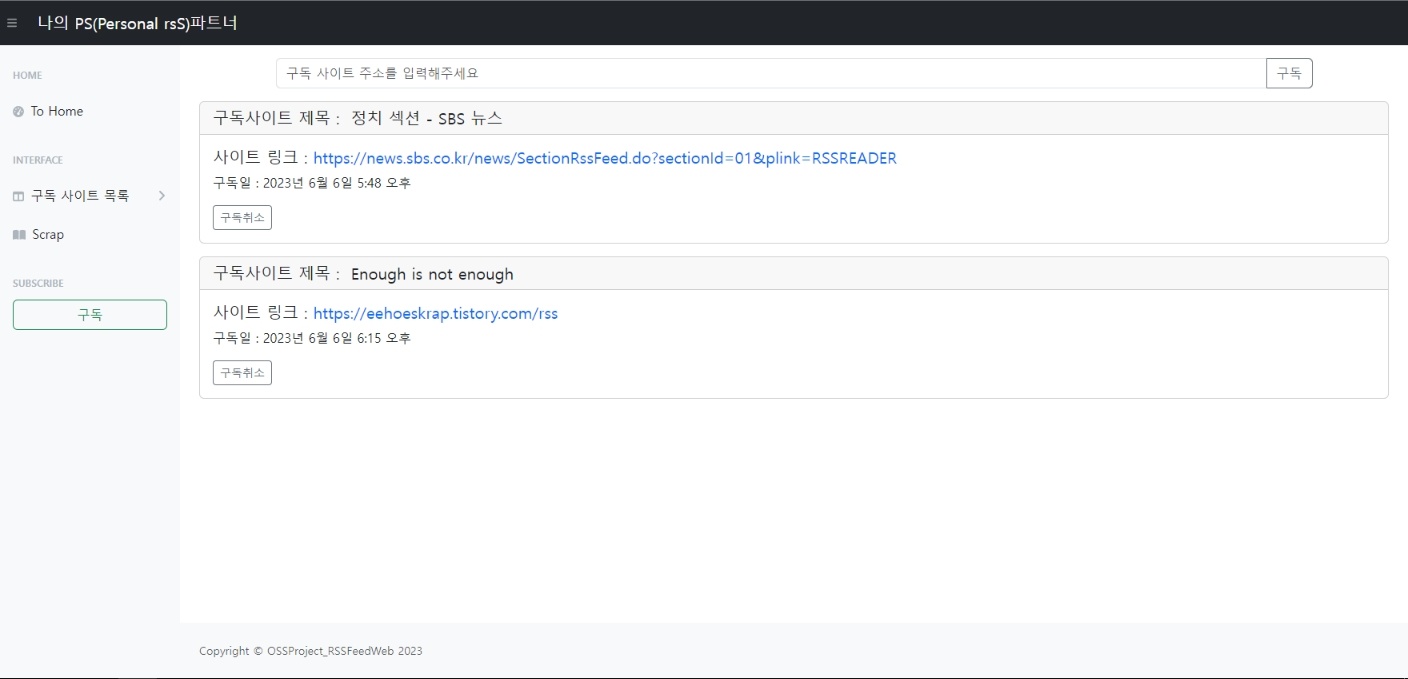 나의 PS(Personal rsS)파트너
HOME
To Home
INTERFACE
구독 사이트 목록
Scrap
SUBSCRIBE
구독
구독 사이트 주소를 입력해주세요
구독
구독사이트 제목 : 정치 섹션 - SBS 뉴스
사이트 링크 : https://news.sbs.co.kr/news/SectionRssFeed.do?sectionId=01&plink=RSSREADER
구독일 : 2023년 6월 6일 5:48 오후
구독취소
구독사이트 제목 : Enough is not enough
사이트 링크 : https://eehoeskrap.tistory.com/rss
구독일 : 2023년 6월 6일 6:15 오후
구독취소
Copyright © OSSProject_RSSFeedWeb 2023